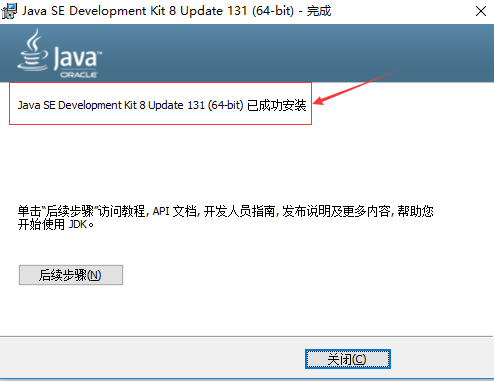 Java SE Development Kit 8 Update 131 (64-bit) - 完成
Java
ORACLE
Java SE Development Kit 8 Update 131 (64-bit) 已成功安装
单击“后续步骤”访问教程, API 文档, 开发人员指南, 发布说明及更多内容, 帮助您
开始使用 JDK。
后续步骤(N)
关闭(C)